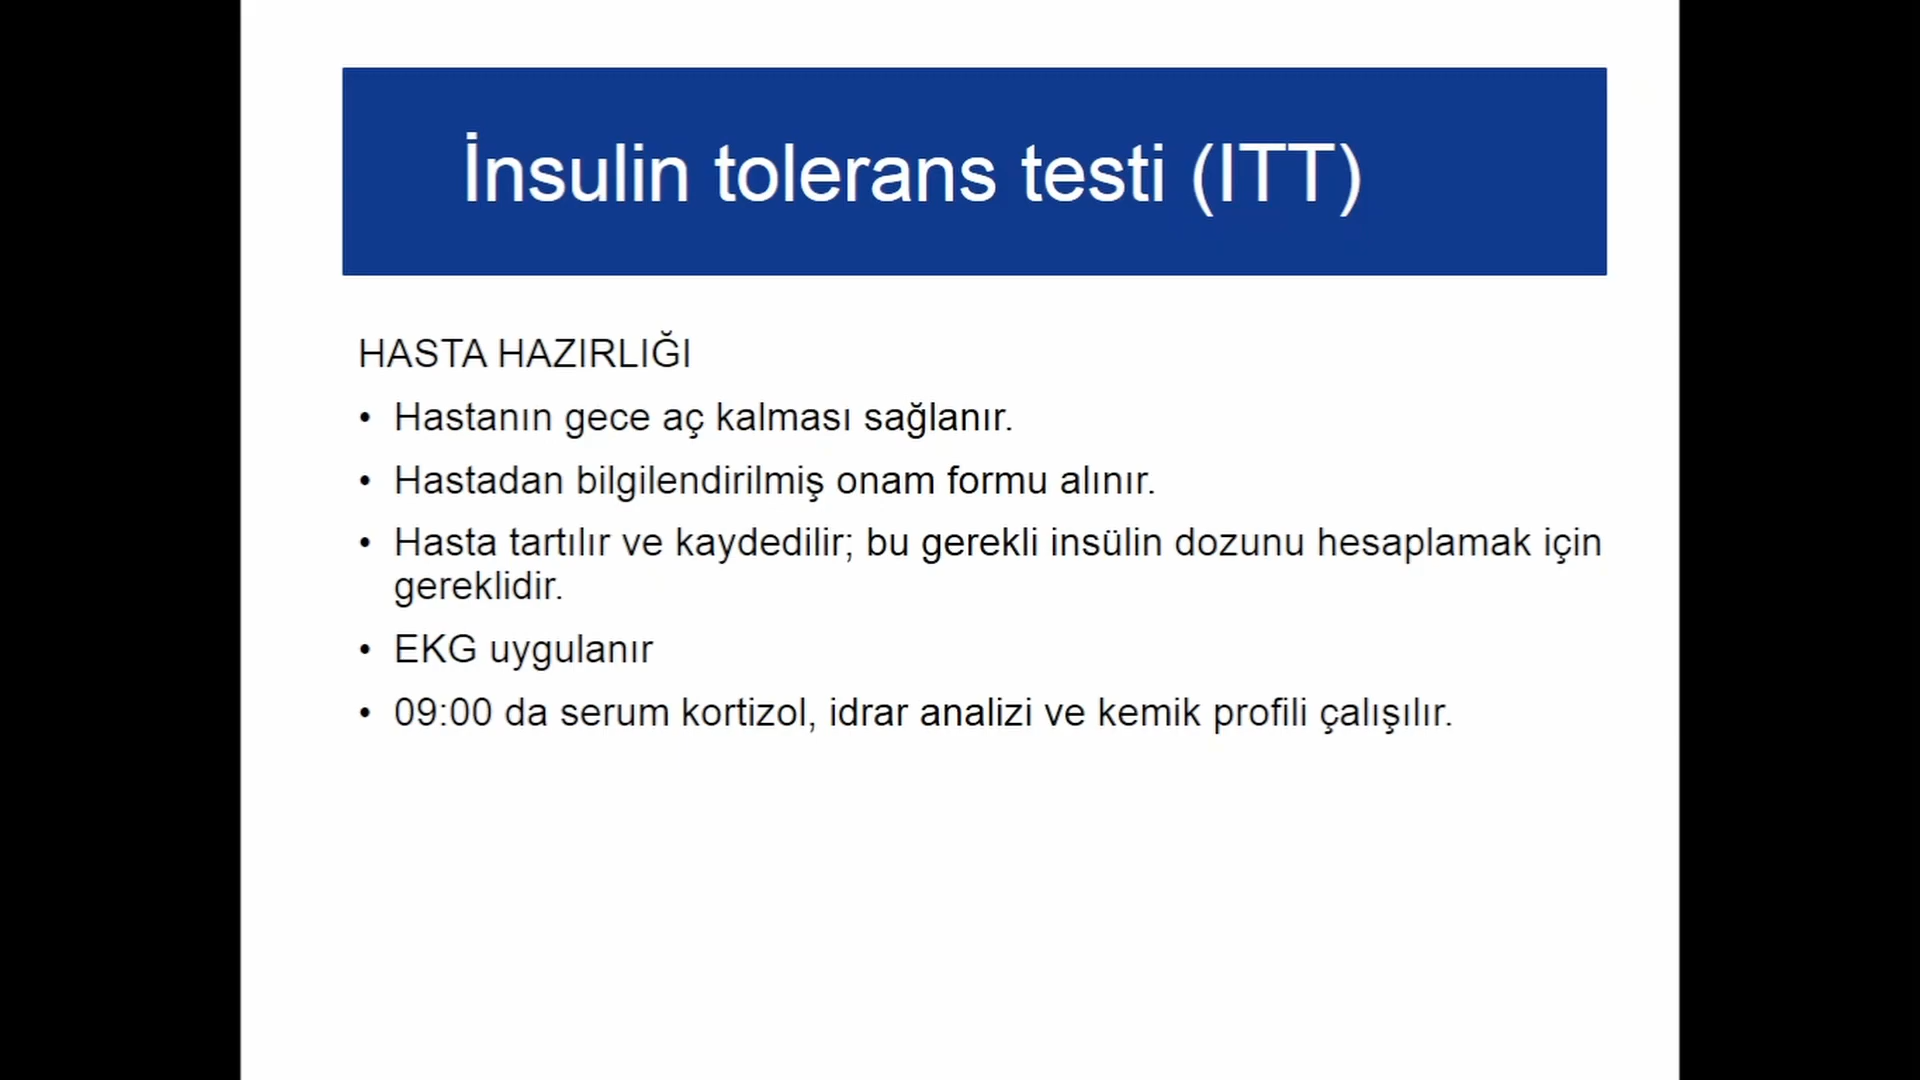 İnsulin tolerans testi (ITT)
HASTA HAZIRLIĞI
• Hastanın gece aç kalması sağlanır.
• Hastadan bilgilendirilmiş onam formu alınır.
• Hasta tartılır ve kaydedilir; bu gerekli insülin dozunu hesaplamak için
gereklidir.
• EKG uygulanır
• 09:00 da serum kortizol, idrar analizi ve kemik profili çalışılır.